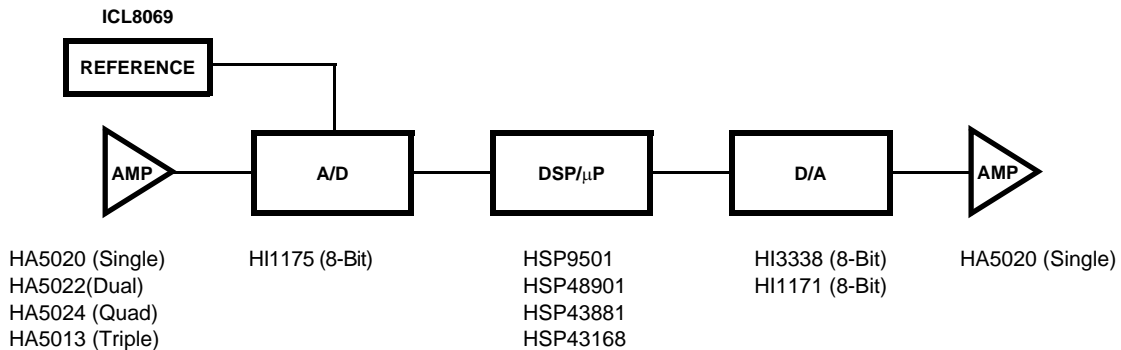 ICL8069
REFERENCE
AMP
A/D
DSP/μP
D/A
AMP
HA5020 (Single)
HA5022(Dual)
HA5024 (Quad)
HA5013 (Triple)
HI1175 (8-Bit)
HSP9501
HSP48901
HSP43881
HSP43168
HI3338 (8-Bit)
HI1171 (8-Bit)
HA5020 (Single)